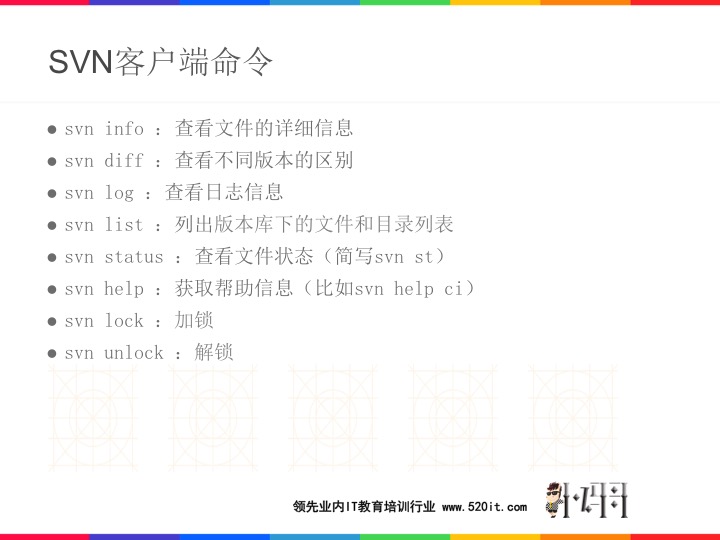 SVN客户端命令
svn info ：查看文件的详细信息
svn diff ：查看不同版本的区别
svn log ：查看日志信息
svn list ：列出版本库下的文件和目录列表
svn status ：查看文件状态（简写svn st）
svn help ：获取帮助信息（比如svn help ci）
svn lock ：加锁
svn unlock ：解锁
领先业内IT教育培训行业 www.520it.com
小码哥